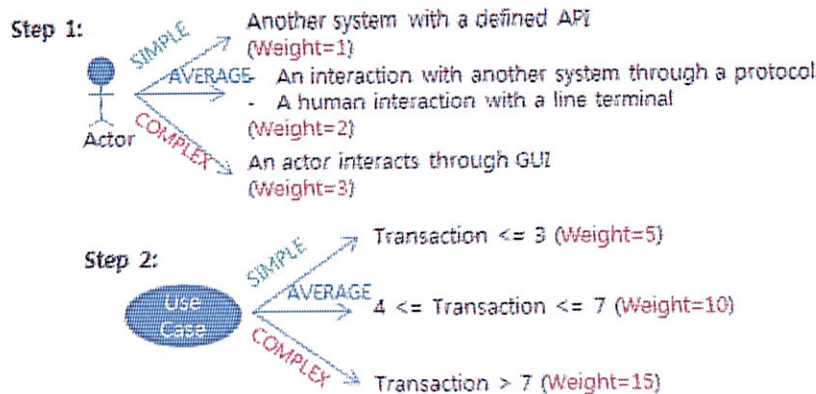 Step 1:
SIMPLE
Another system with a defined API
(Weight=1)
AVERAGE
- An interaction with another system through a protocol
- A human interaction with a line terminal
(Weight=2)
Actor
COMPLEX
An actor interacts through GUI
(Weight=3)
Step 2:
SIMPLE
Transaction <= 3 (Weight=5)
Use
Case
AVERAGE
4 <= Transaction <= 7 (Weight=10)
COMPLEX
Transaction > 7 (Weight=15)